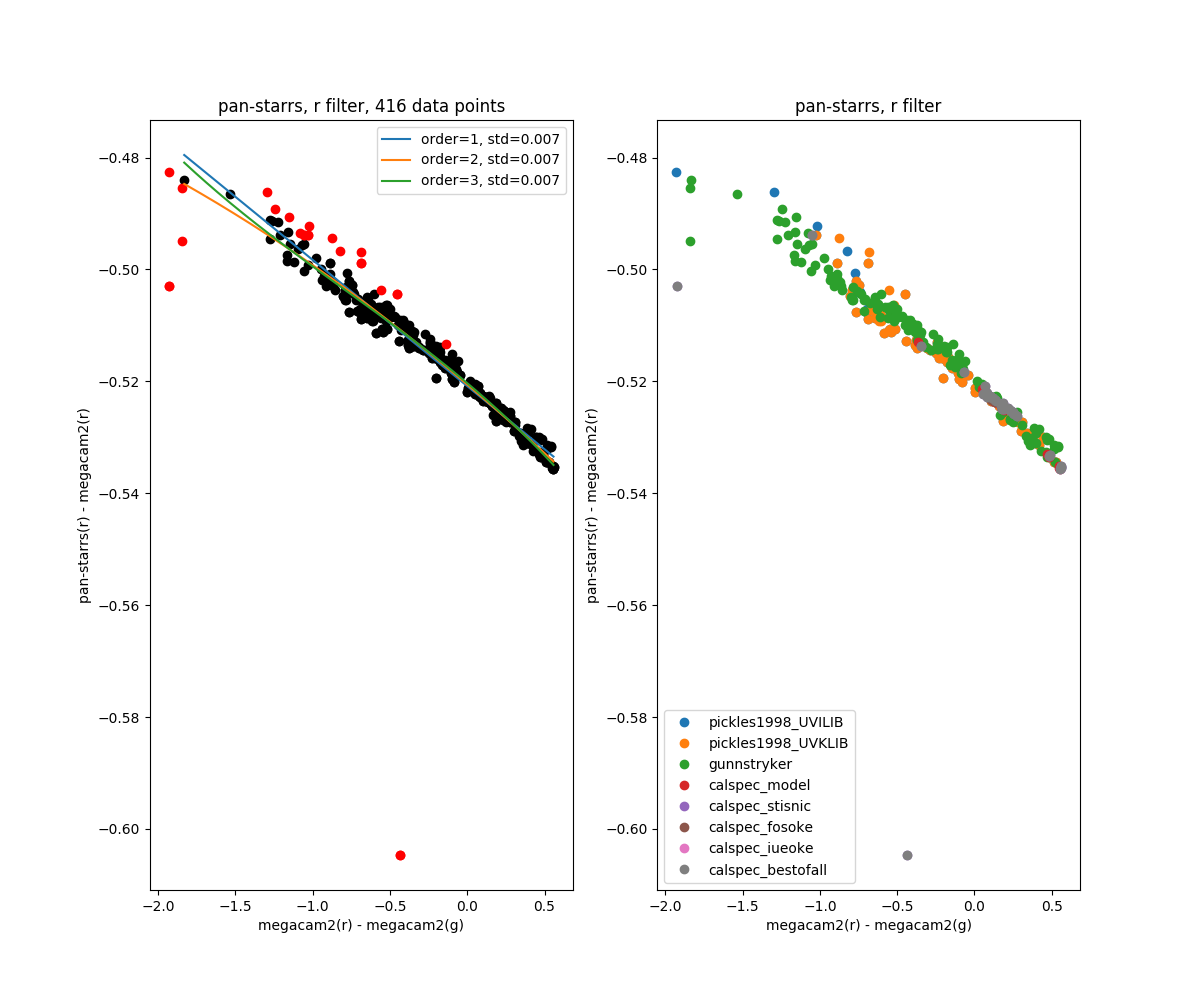 pan-starrs, r filter, 416 data points
order=1, std=0.007
order=2, std=0.007
order=3, std=0.007
−0.48
−0.50
−0.52
−0.54
−0.56
−0.58
−0.60
pan-starrs(r) - megacam2(r)
−2.0 −1.5 −1.0 −0.5 0.0 0.5
megacam2(r) - megacam2(g)
pan-starrs, r filter
−0.48
−0.50
−0.52
−0.54
−0.56
−0.58
−0.60
pan-starrs(r) - megacam2(r)
pickles1998_UVILIB
pickles1998_UVKLIB
gunnstryker
calspec_model
calspec_stisnic
calspec_fosoke
calspec_iueoke
calspec_bestofall
−2.0 −1.5 −1.0 −0.5 0.0 0.5
megacam2(r) - megacam2(g)